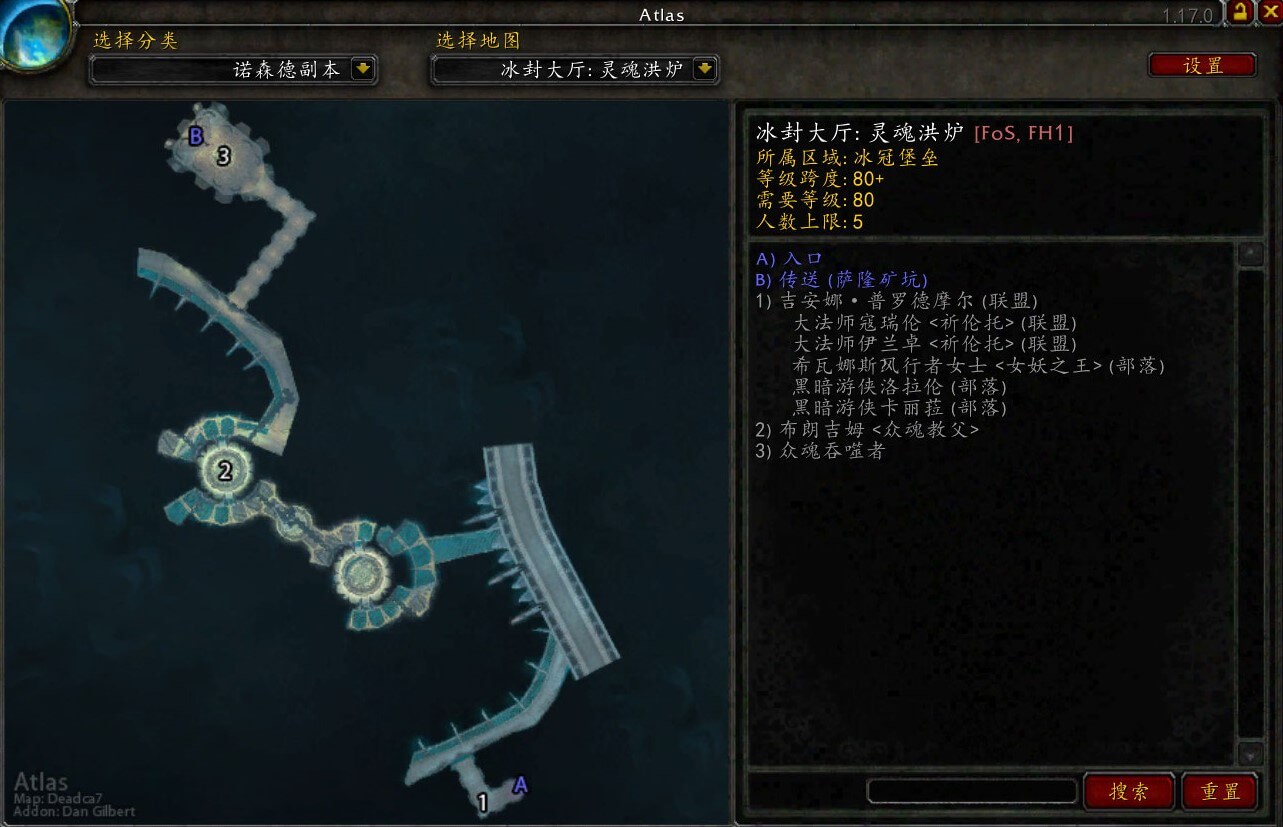 Atlas
1.17.0
选择分类
选择地图
诺森德副本
冰封大厅: 灵魂洪炉
设置
冰封大厅: 灵魂洪炉 [FoS, FH1]
所属区域: 冰冠堡垒
等级跨度: 80+
需要等级: 80
人数上限: 5
A) 入口
B) 传送 (萨隆矿坑)
1) 吉安娜 • 普罗德摩尔 (联盟)
大法师寇瑞伦 <祈伦托> (联盟)
大法师伊兰卓 <祈伦托> (联盟)
希瓦娜斯风行者女士 <女妖之王> (部落)
黑暗游侠洛拉伦 (部落)
黑暗游侠卡丽菈 (部落)
2) 布朗吉姆 <众魂教父>
3) 众魂吞噬者
B
3
2
A
1
Atlas
Map: Deadca7
Addon: Dan Gilbert
搜索
重置